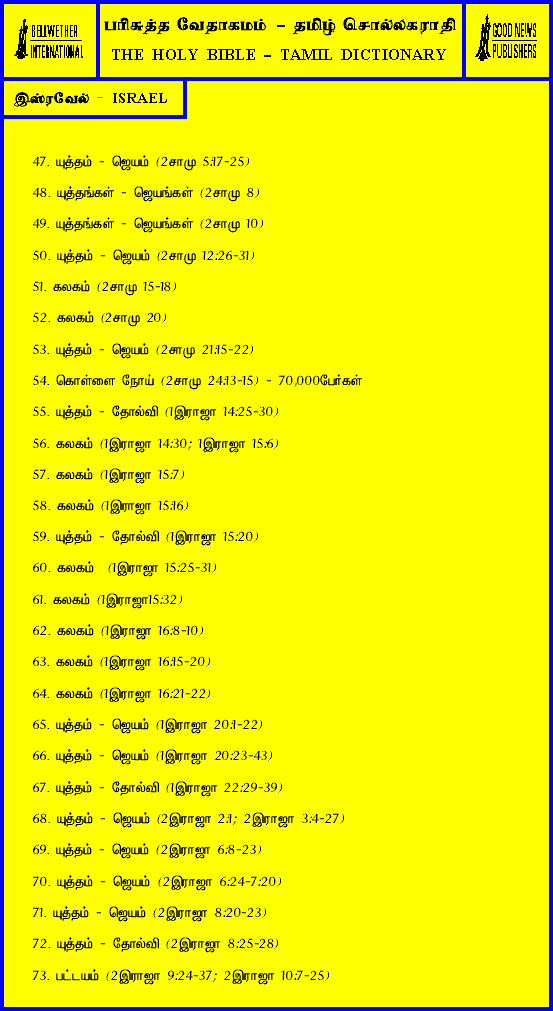 BELLWETHER
INTERNATIONAL
பரிசுத்த வேதாகமம் – தமிழ் சொல்லகராதி
THE HOLY BIBLE – TAMIL DICTIONARY
GOOD NEWS
PUBLISHERS
இஸ்ரவேல் – ISRAEL
47. யுத்தம் - ஜெயம் (2சாமு 5:17-25)
48. யுத்தங்கள் - ஜெயங்கள் (2சாமு 8)
49. யுத்தங்கள் - ஜெயங்கள் (2சாமு 10)
50. யுத்தம் - ஜெயம் (2சாமு 12:26-31)
51. கலகம் (2சாமு 15-18)
52. கலகம் (2சாமு 20)
53. யுத்தம் - ஜெயம் (2சாமு 21:15-22)
54. கொள்ளை நோய் (2சாமு 24:13-15) - 70,000பேர்கள்
55. யுத்தம் - தோல்வி (1இராஜா 14:25-30)
56. கலகம் (1இராஜா 14:30; 1இராஜா 15:6)
57. கலகம் (1இராஜா 15:7)
58. கலகம் (1இராஜா 15:16)
59. யுத்தம் - தோல்வி (1இராஜா 15:20)
60. கலகம் (1இராஜா 15:25-31)
61. கலகம் (1இராஜா15:32)
62. கலகம் (1இராஜா 16:8-10)
63. கலகம் (1இராஜா 16:15-20)
64. கலகம் (1இராஜா 16:21-22)
65. யுத்தம் - ஜெயம் (1இராஜா 20:1-22)
66. யுத்தம் - ஜெயம் (1இராஜா 20:23-43)
67. யுத்தம் - தோல்வி (1இராஜா 22:29-39)
68. யுத்தம் - ஜெயம் (2இராஜா 2:1; 2இராஜா 3:4-27)
69. யுத்தம் - ஜெயம் (2இராஜா 6:8-23)
70. யுத்தம் - ஜெயம் (2இராஜா 6:24-7:20)
71. யுத்தம் - ஜெயம் (2இராஜா 8:20-23)
72. யுத்தம் - தோல்வி (2இராஜா 8:25-28)
73. பட்டயம் (2இராஜா 9:24-37; 2இராஜா 10:7-25)